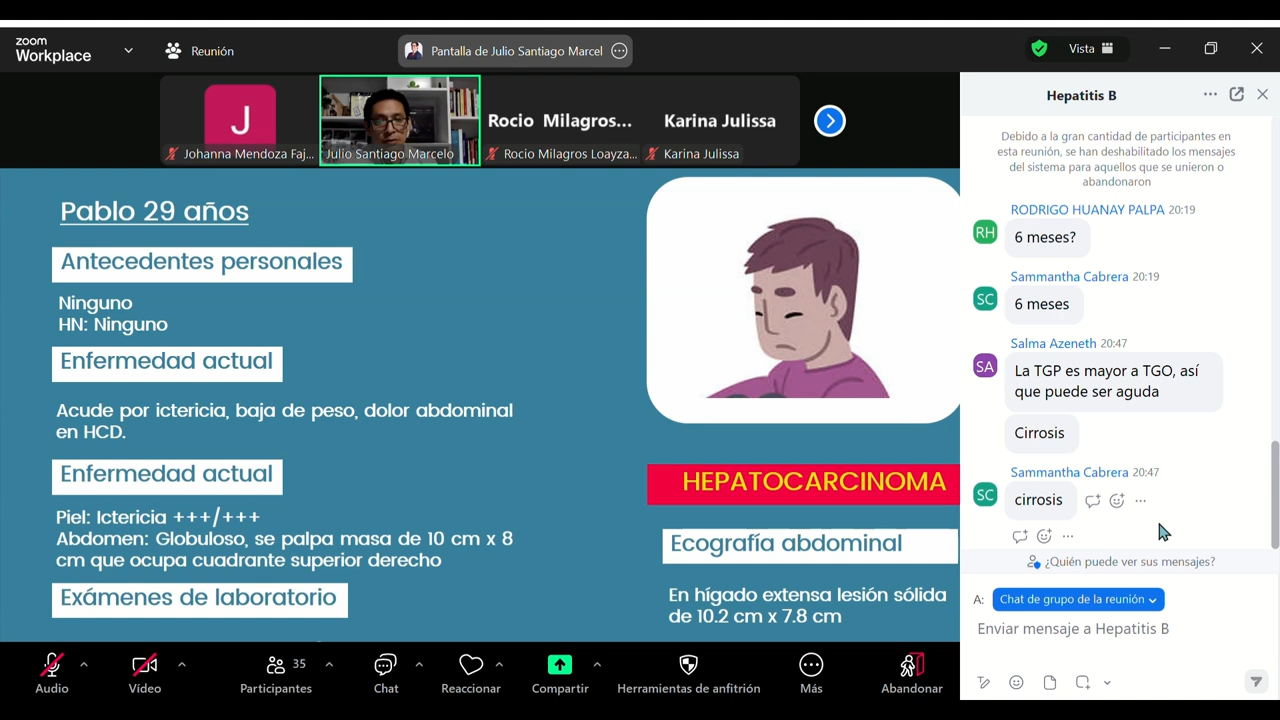 zoom
Workplace
Reunión
Pantalla de Julio Santiago Marcel
Vista
J
Johanna Mendoza Faj...
Julio Santiago Marcelo
Rocio Milagros...
Rocio Milagros Loayza...
Karina Julissa
Karina Julissa
Pablo 29 años
Antecedentes personales
Ninguno
HN: Ninguno
Enfermedad actual
Acude por ictericia, baja de peso, dolor abdominal
en HCD.
Enfermedad actual
Piel: Ictericia +++/+++
Abdomen: Globuloso, se palpa masa de 10 cm x 8
cm que ocupa cuadrante superior derecho
Exámenes de laboratorio
HEPATOCARCINOMA
Ecografía abdominal
En hígado extensa lesión sólida
de 10.2 cm x 7.8 cm
Hepatitis B
Debido a la gran cantidad de participantes en
esta reunión, se han deshabilitado los mensajes
del sistema para aquellos que se unieron o
abandonaron
RODRIGO HUANAY PALPA 20:19
RH
6 meses?
Sammantha Cabrera 20:19
SC
6 meses
Salma Azeneth 20:47
SA
La TGP es mayor a TGO, así
que puede ser aguda
Cirrosis
Sammantha Cabrera 20:47
SC
cirrosis
¿Quién puede ver sus mensajes?
A: Chat de grupo de la reunión
Enviar mensaje a Hepatitis B
Audio
Vídeo
35
Participantes
Chat
Reaccionar
Compartir
Herramientas de anfitrión
Más
Abandonar